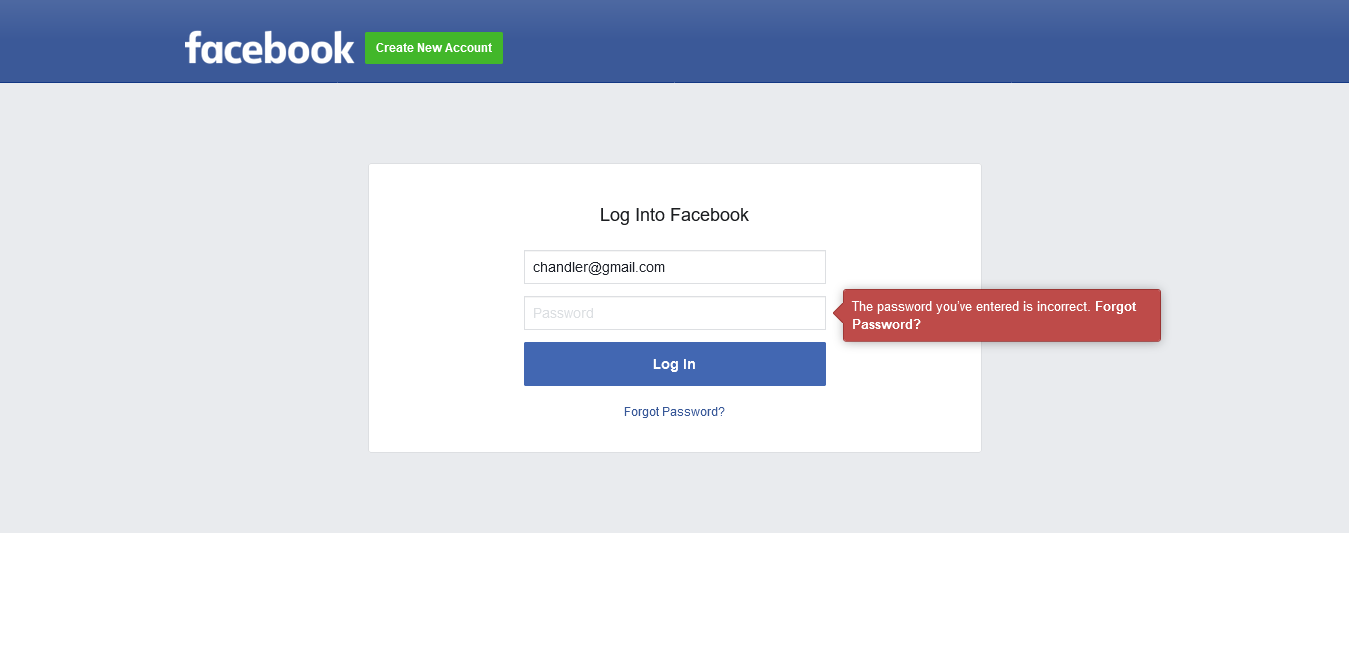 facebook Create New Account
Log Into Facebook
chandler@gmail.com
Password
The password you've entered is incorrect. Forgot
Password?
Log In
Forgot Password?